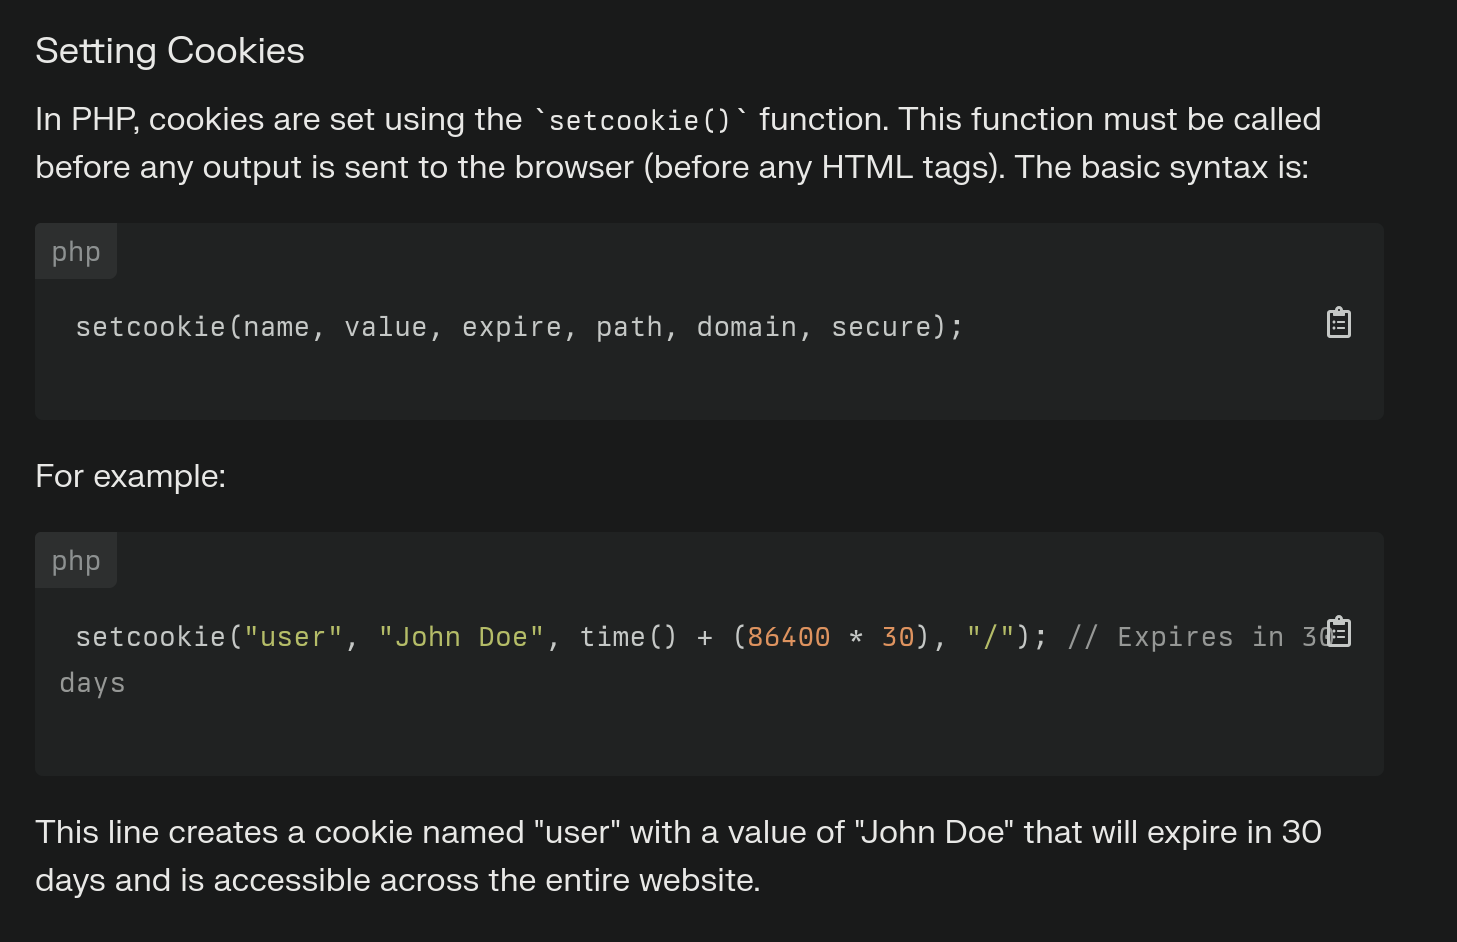 Setting Cookies
In PHP, cookies are set using the `setcookie()` function. This function must be called
before any output is sent to the browser (before any HTML tags). The basic syntax is:
php
setcookie(name, value, expire, path, domain, secure);
For example:
php
setcookie("user", "John Doe", time() + (86400 * 30), "/"); // Expires in 30
days
This line creates a cookie named "user" with a value of "John Doe" that will expire in 30
days and is accessible across the entire website.